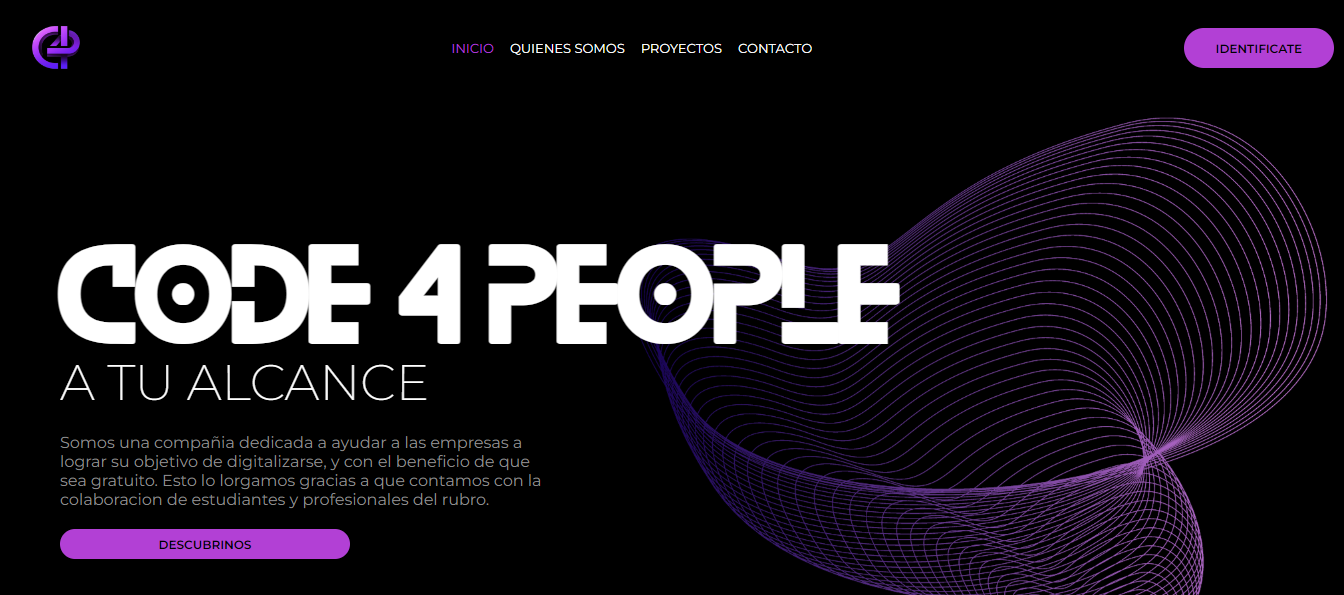 INICIO QUIENES SOMOS PROYECTOS CONTACTO
IDENTIFICATE
CODE 4 PEOPLE
A TU ALCANCE
Somos una compañia dedicada a ayudar a las empresas a
lograr su objetivo de digitalizarse, y con el beneficio de que
sea gratuito. Esto lo lorgamos gracias a que contamos con la
colaboracion de estudiantes y profesionales del rubro.
DESCUBRINOS